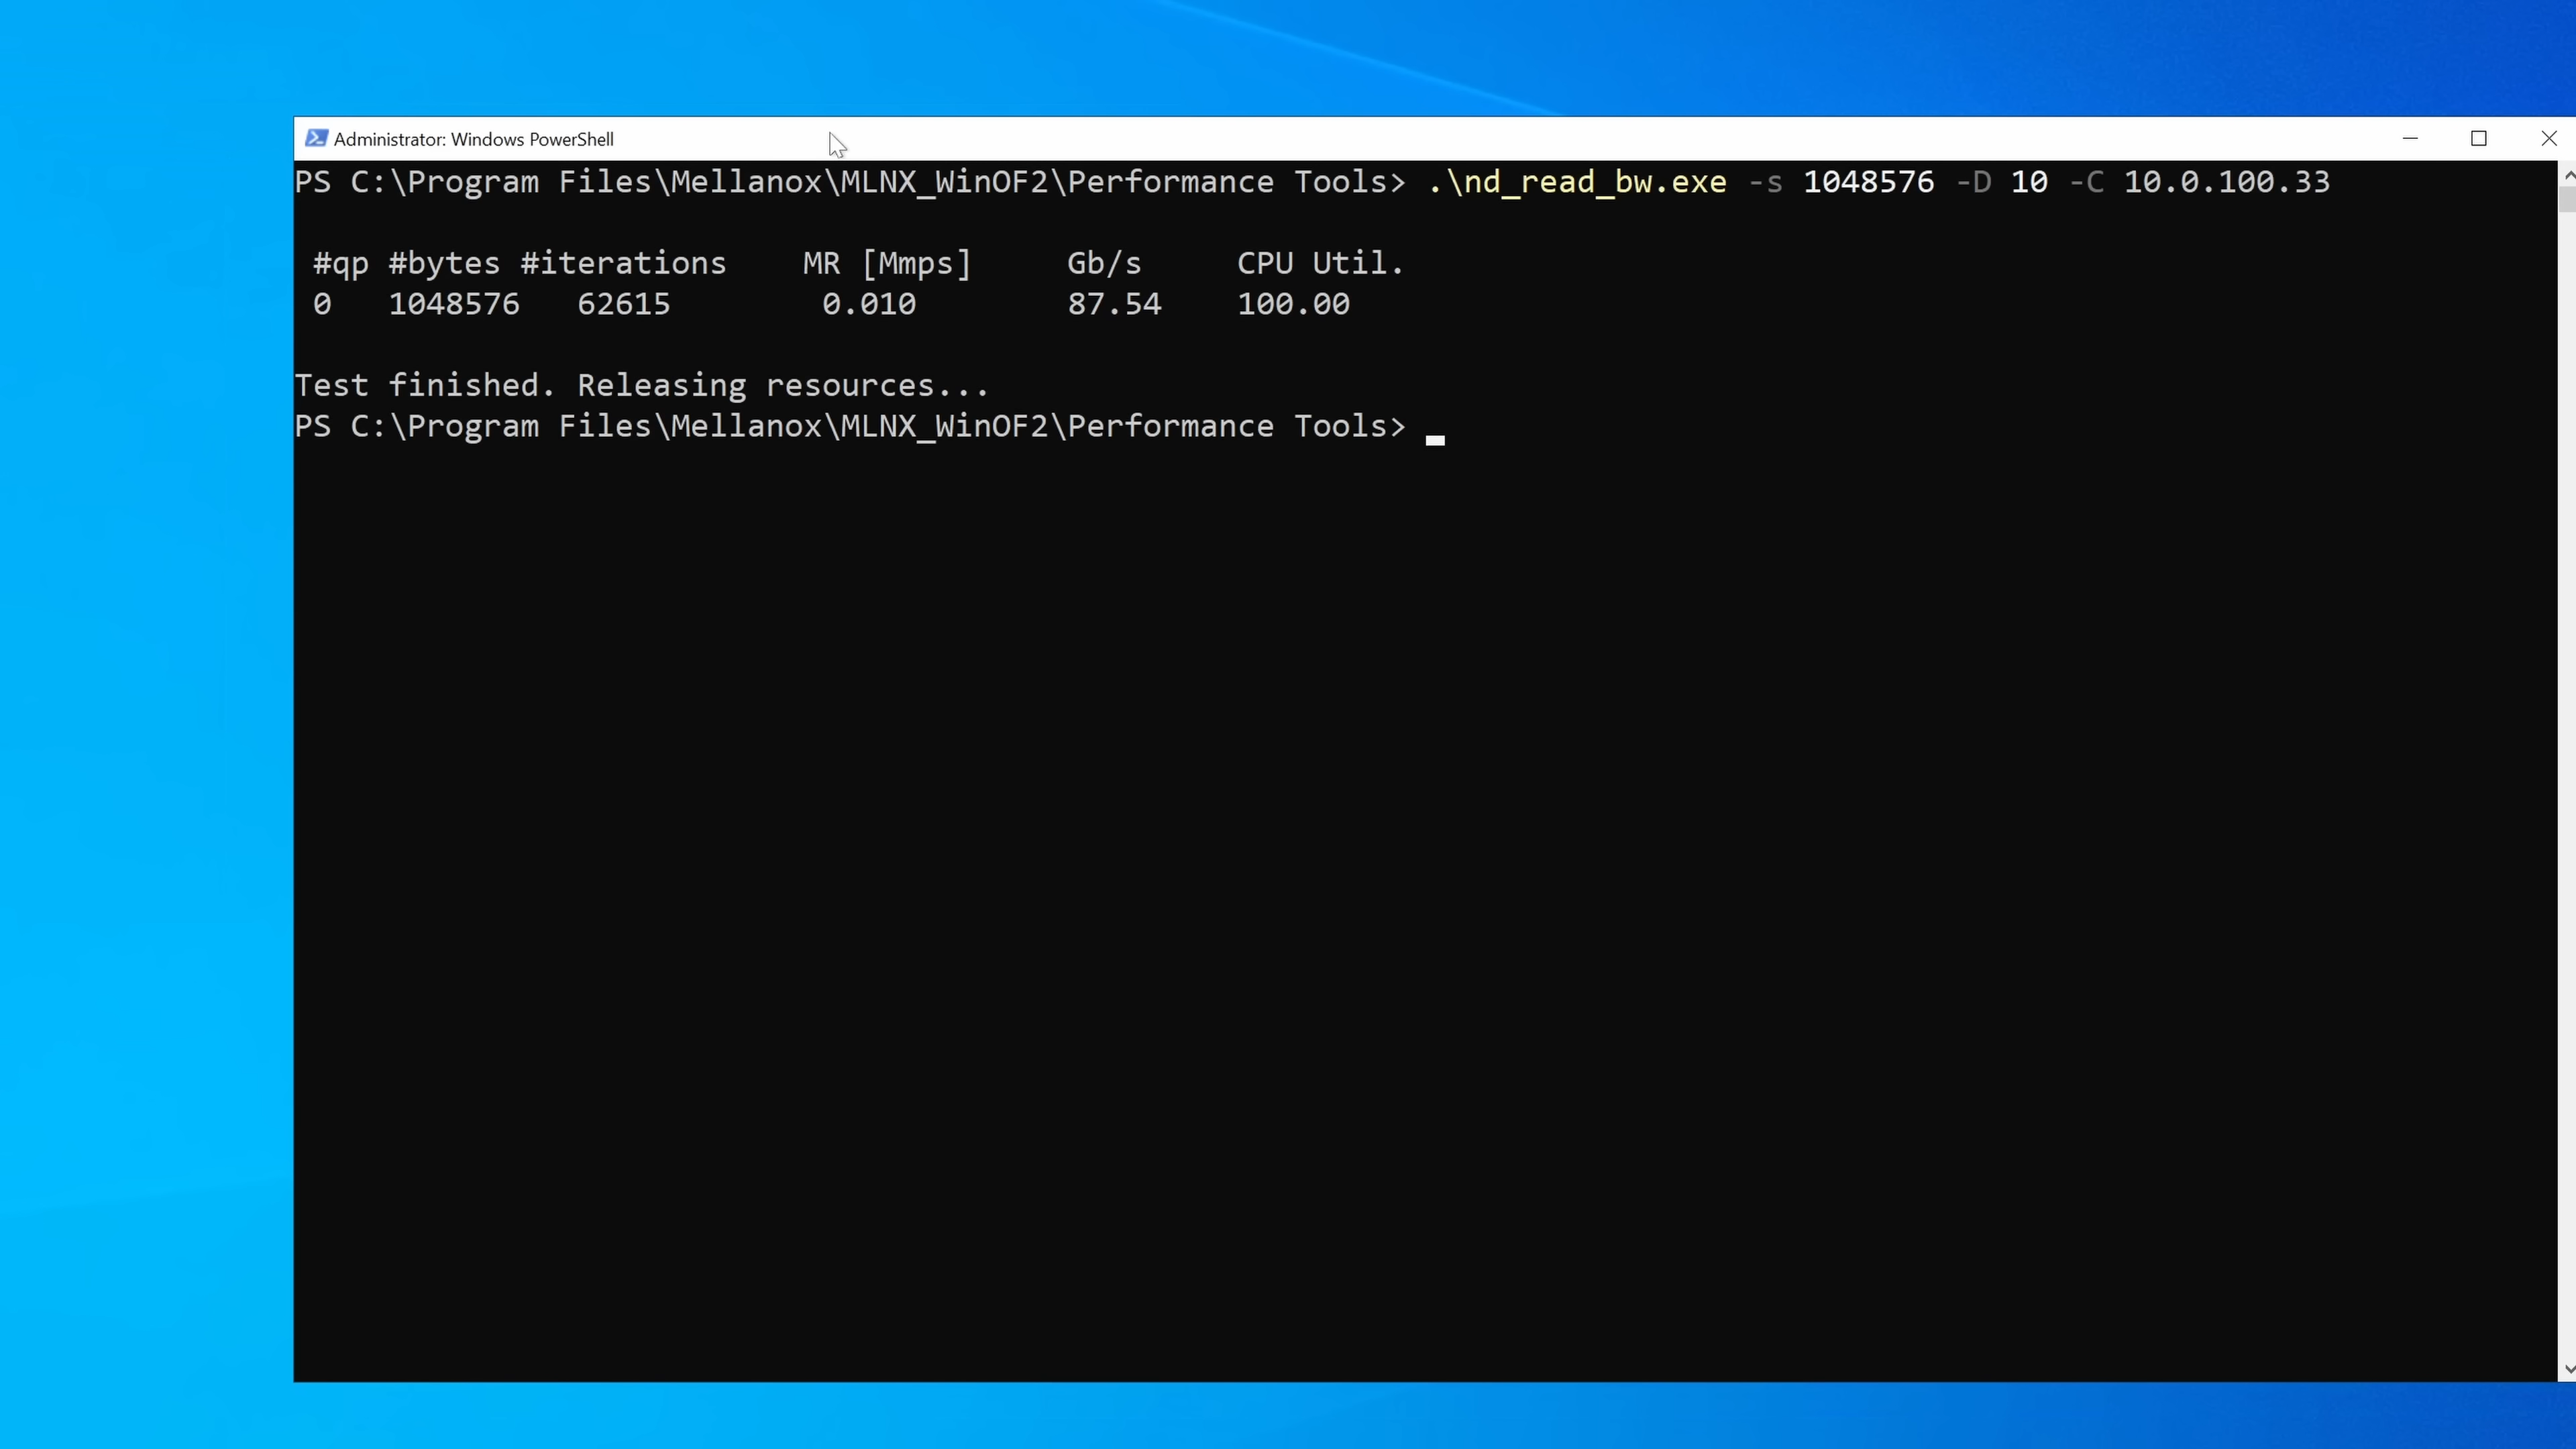 Administrator: Windows PowerShell
PS C:\Program Files\Mellanox\MLNX_WinOF2\Performance Tools> .\nd_read_bw.exe -s 1048576 -D 10 -C 10.0.100.33
#qp #bytes #iterations MR [Mmps] Gb/s CPU Util.
0 1048576 62615 0.010 87.54 100.00
Test finished. Releasing resources...
PS C:\Program Files\Mellanox\MLNX_WinOF2\Performance Tools>